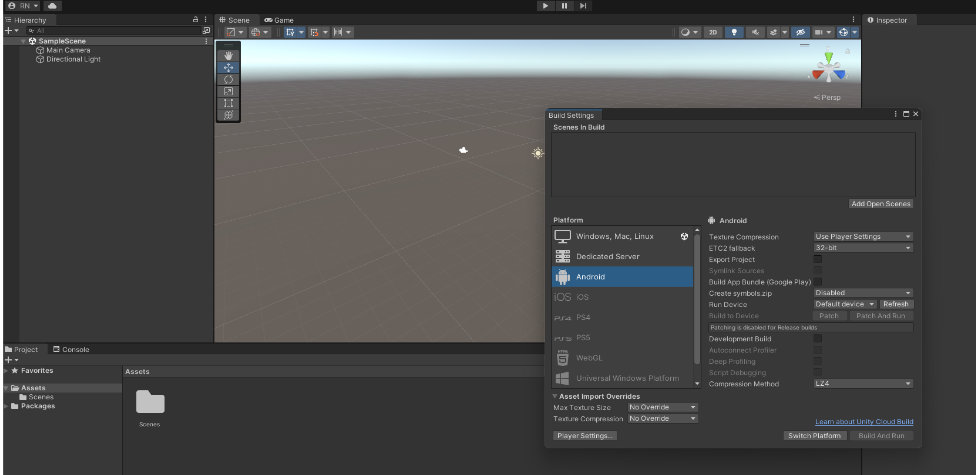 RN
Hierarchy
All
SampleScene
Main Camera
Directional Light
Scene
Game
2D
Persp
Inspector
Build Settings
Scenes In Build
Add Open Scenes
Platform
Windows, Mac, Linux
Dedicated Server
Android
iOS iOS
PS4 PS4
PS5 PS5
WebGL
Universal Windows Platform
Android
Texture Compression Use Player Settings
ETC2 fallback 32-bit
Export Project
Symlink Sources
Build App Bundle (Google Play)
Create symbols.zip Disabled
Run Device Default device Refresh
Build to Device Patch Patch And Run
Patching is disabled for Release builds
Development Build
Autoconnect Profiler
Deep Profiling
Script Debugging
Compression Method LZ4
Asset Import Overrides
Max Texture Size No Override
Texture Compression No Override
Learn about Unity Cloud Build
Player Settings... Switch Platform Build And Run
Project
Console
Favorites
Assets
Scenes
Packages
Assets
Scenes